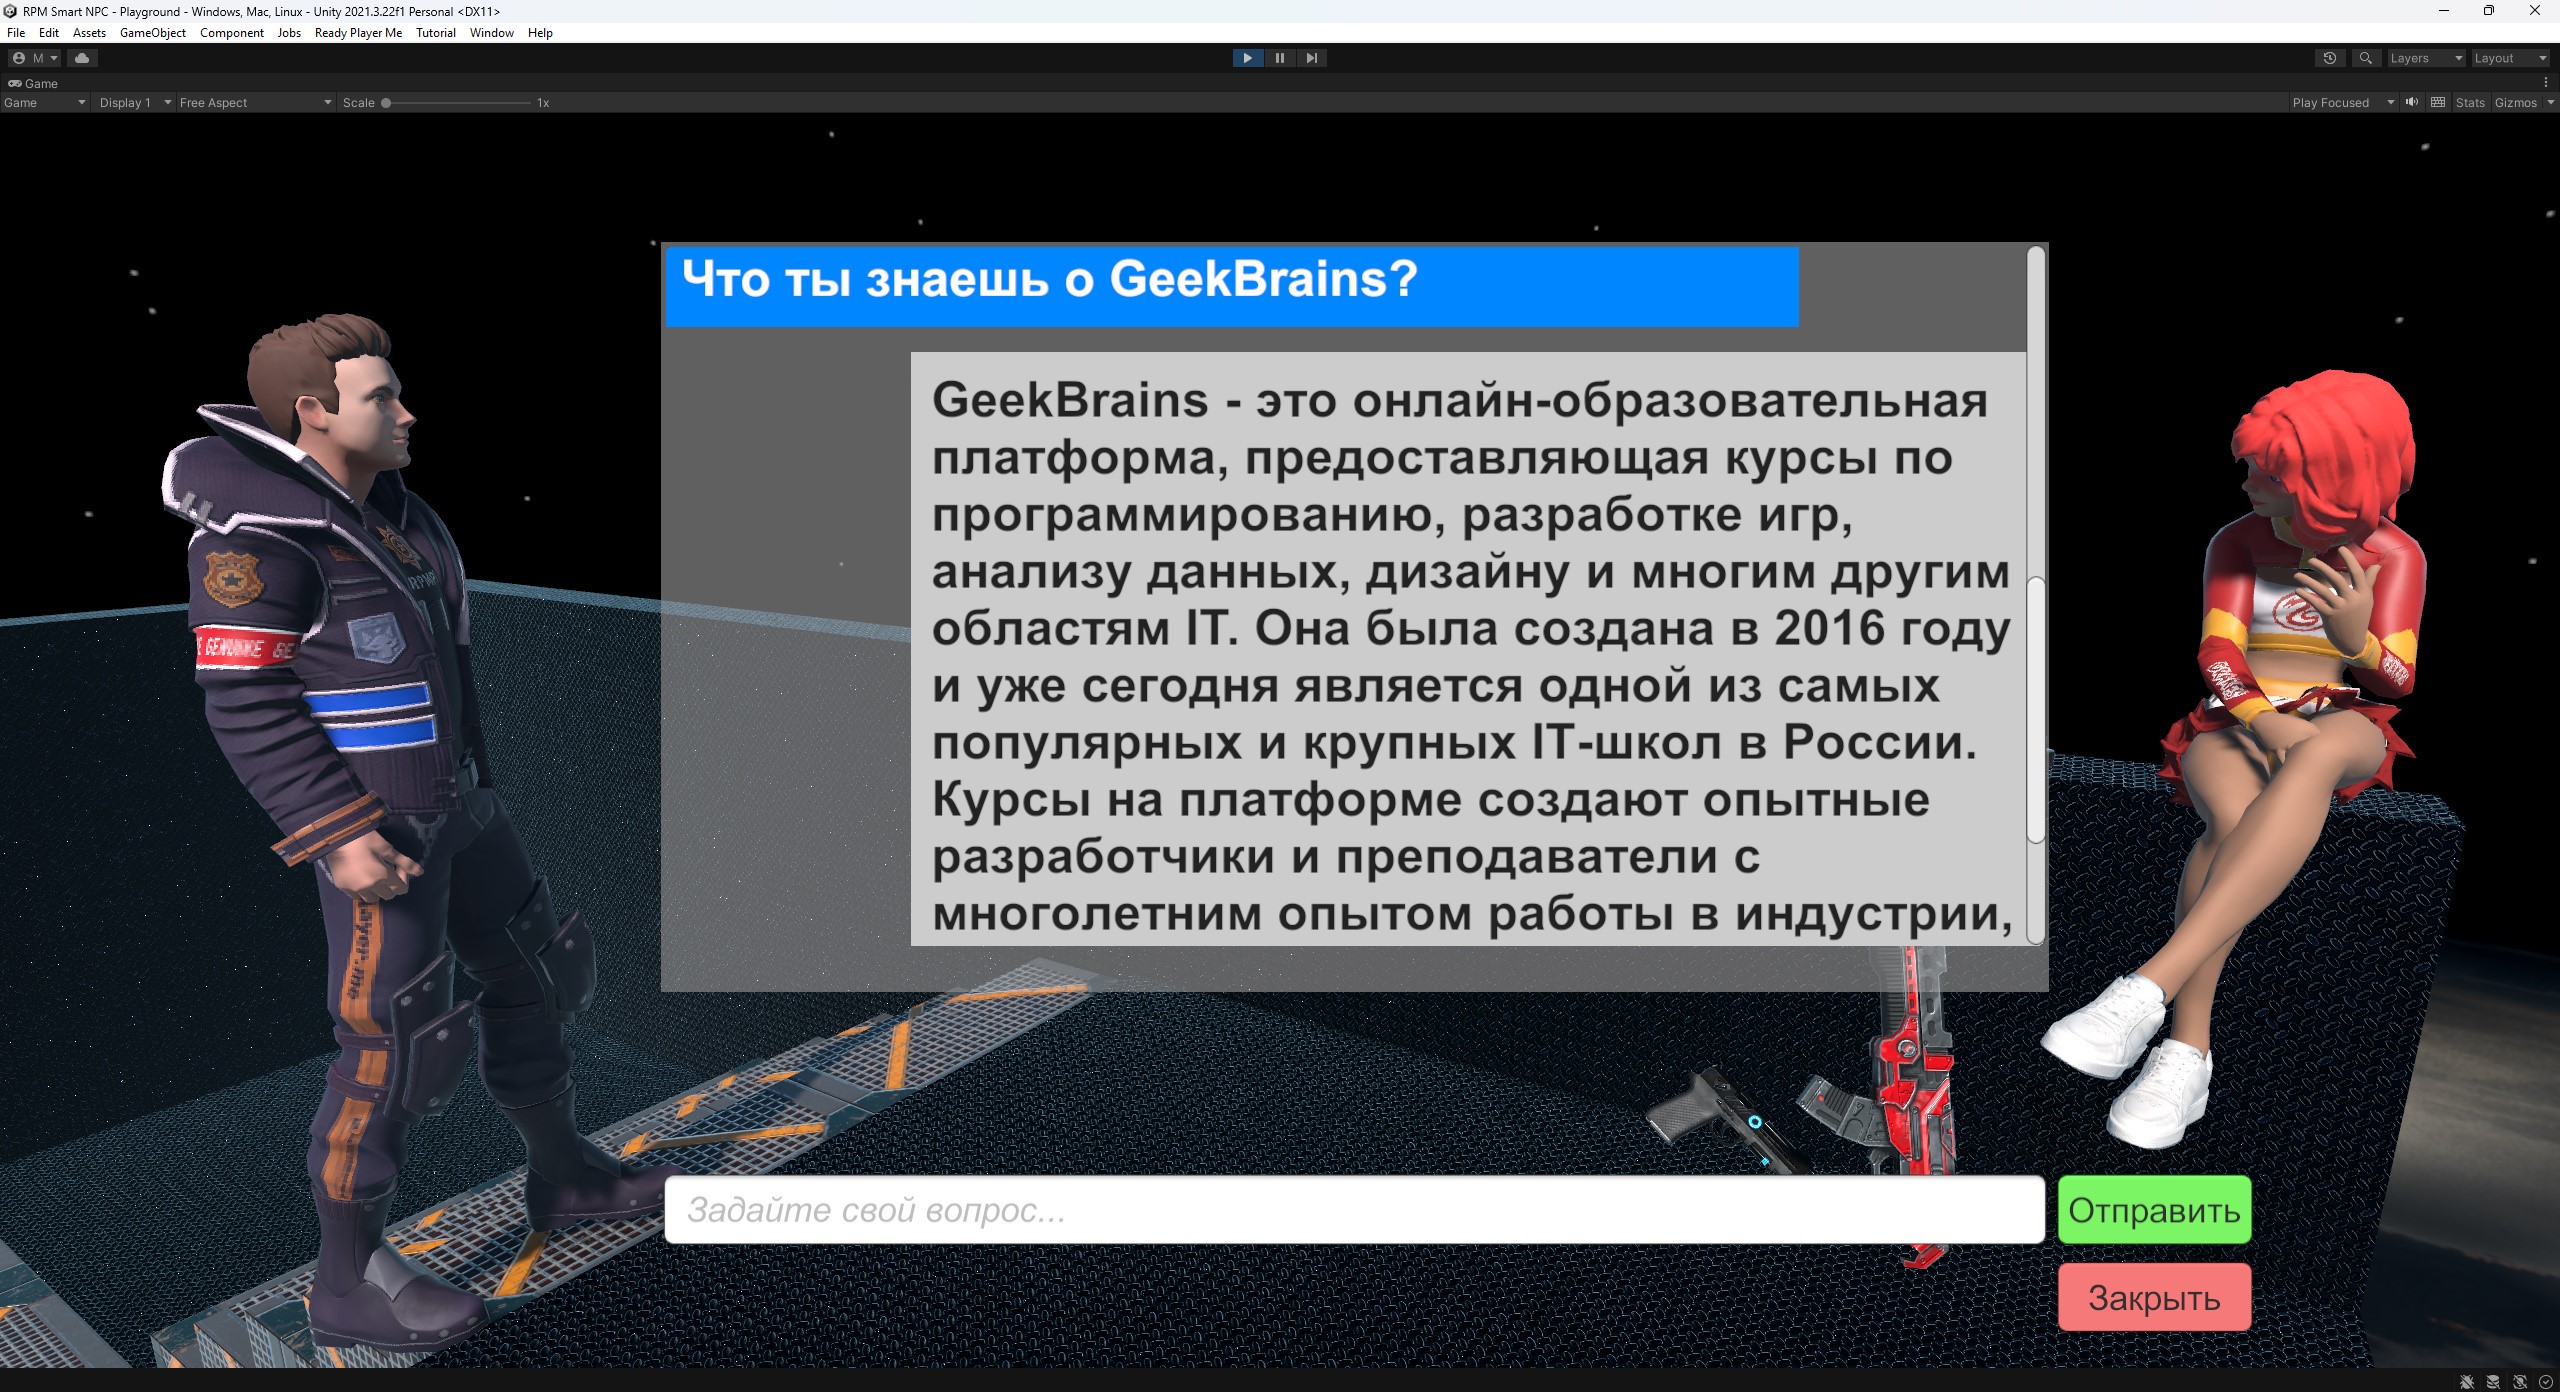 RPM Smart NPC - Playground - Windows, Mac, Linux - Unity 2021.3.22f1 Personal <DX11>
File Edit Assets GameObject Component Jobs Ready Player Me Tutorial Window Help
M Layers Layout
Game
Game Display 1 Free Aspect Scale 1x Play Focused Stats Gizmos
Что ты знаешь о GeekBrains?
GeekBrains - это онлайн-образовательная
платформа, предоставляющая курсы по
программированию, разработке игр,
анализу данных, дизайну и многим другим
областям IT. Она была создана в 2016 году
и уже сегодня является одной из самых
популярных и крупных IT-школ в России.
Курсы на платформе создают опытные
разработчики и преподаватели с
многолетним опытом работы в индустрии,
Задайте свой вопрос...
Отправить
Закрыть